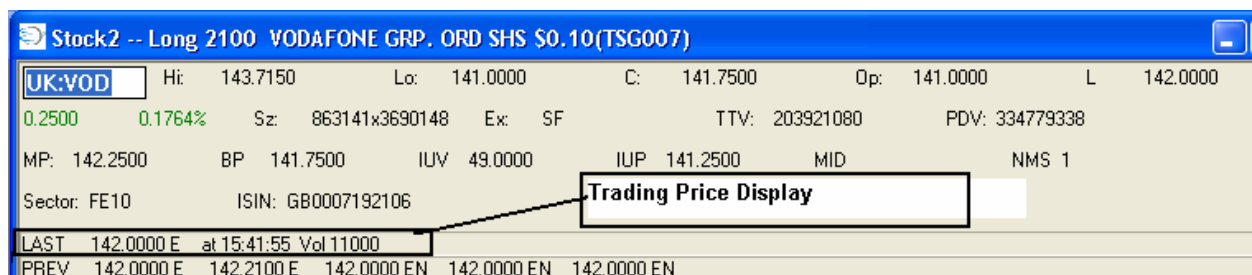 Stock2 -- Long 2100 VODAFONE GRP. ORD SHS $0.10(TSG007)
UK:VOD Hi: 143.7150 Lo: 141.0000 C: 141.7500 Op: 141.0000 L 142.0000
0.2500 0.1764% Sz: 863141x3690148 Ex: SF TTV: 203921080 PDV: 334779338
MP: 142.2500 BP 141.7500 IUV 49.0000 IUP 141.2500 MID NMS 1
Sector: FE10 ISIN: GB0007192106 Trading Price Display
LAST 142.0000 E at 15:41:55 Vol 11000
PREV 142.0000 E 142.2100 E 142.0000 EN 142.0000 EN 142.0000 EN